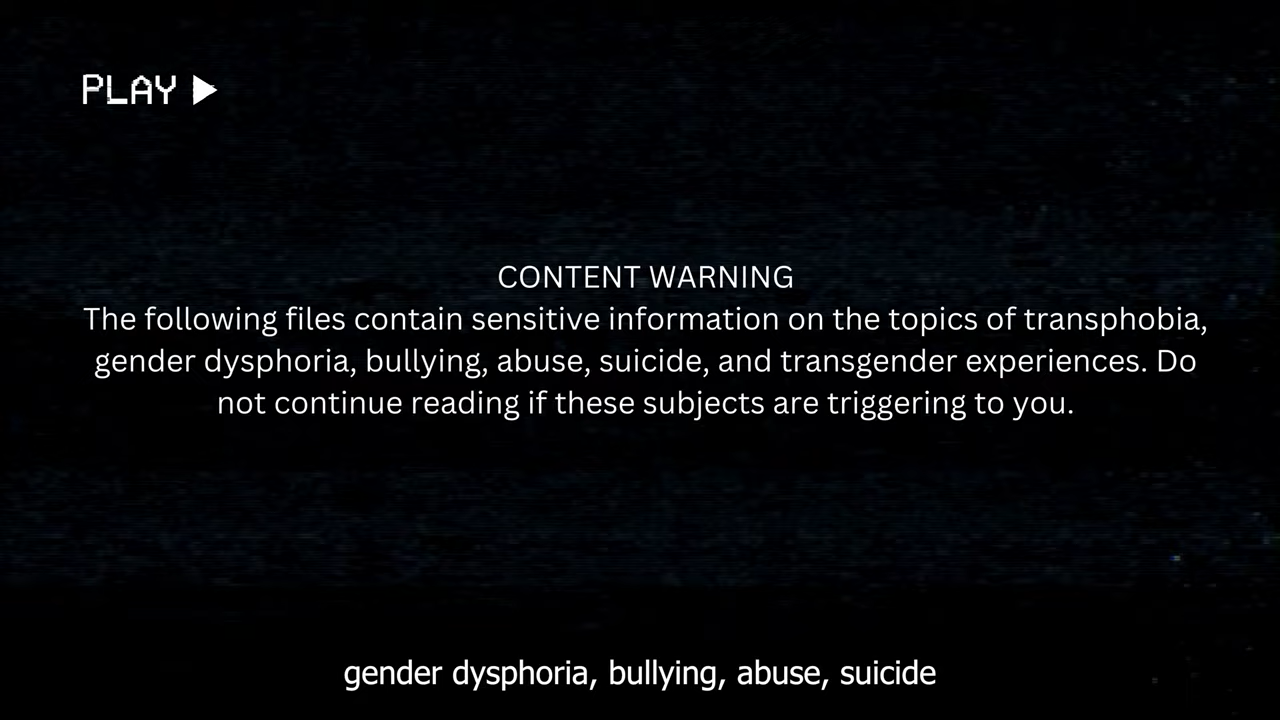 PLAY
CONTENT WARNING
The following files contain sensitive information on the topics of transphobia,
gender dysphoria, bullying, abuse, suicide, and transgender experiences. Do
not continue reading if these subjects are triggering to you.
gender dysphoria, bullying, abuse, suicide